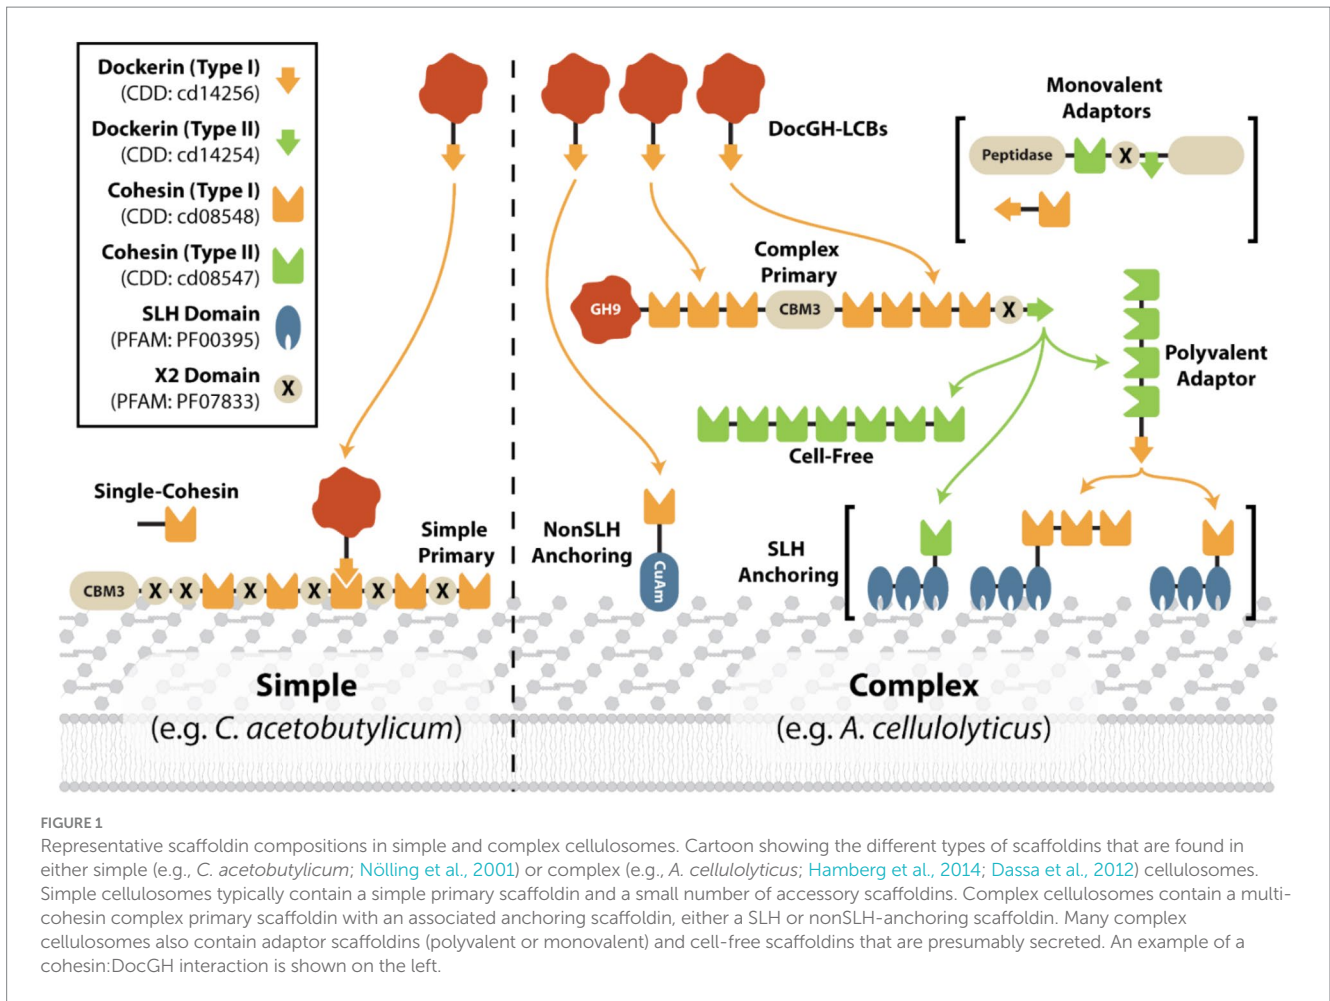 Dockerin (Type I)
(CDD: cd14256)
Dockerin (Type II)
(CDD: cd14254)
Cohesin (Type I)
(CDD: cd08548)
Cohesin (Type II)
(CDD: cd08547)
SLH Domain
(PFAM: PF00395)
X2 Domain
(PFAM: PF07833)
X
DocGH-LCBs
Monovalent
Adaptors
Peptidase
X
Complex
Primary
GH9
CBM3
X
Polyvalent
Adaptor
Cell-Free
Single-Cohesin
Simple
Primary
NonSLH
Anchoring
CuAm
SLH
Anchoring
CBM3
X
X
X
X
X
X
Simple
(e.g. C. acetobutylicum)
Complex
(e.g. A. cellulolyticus)
FIGURE 1
Representative scaffoldin compositions in simple and complex cellulosomes. Cartoon showing the different types of scaffoldins that are found in
either simple (e.g., C. acetobutylicum; Nölling et al., 2001) or complex (e.g., A. cellulolyticus; Hamberg et al., 2014; Dassa et al., 2012) cellulosomes.
Simple cellulosomes typically contain a simple primary scaffoldin and a small number of accessory scaffoldins. Complex cellulosomes contain a multi-
cohesin complex primary scaffoldin with an associated anchoring scaffoldin, either a SLH or nonSLH-anchoring scaffoldin. Many complex
cellulosomes also contain adaptor scaffoldins (polyvalent or monovalent) and cell-free scaffoldins that are presumably secreted. An example of a
cohesin:DocGH interaction is shown on the left.